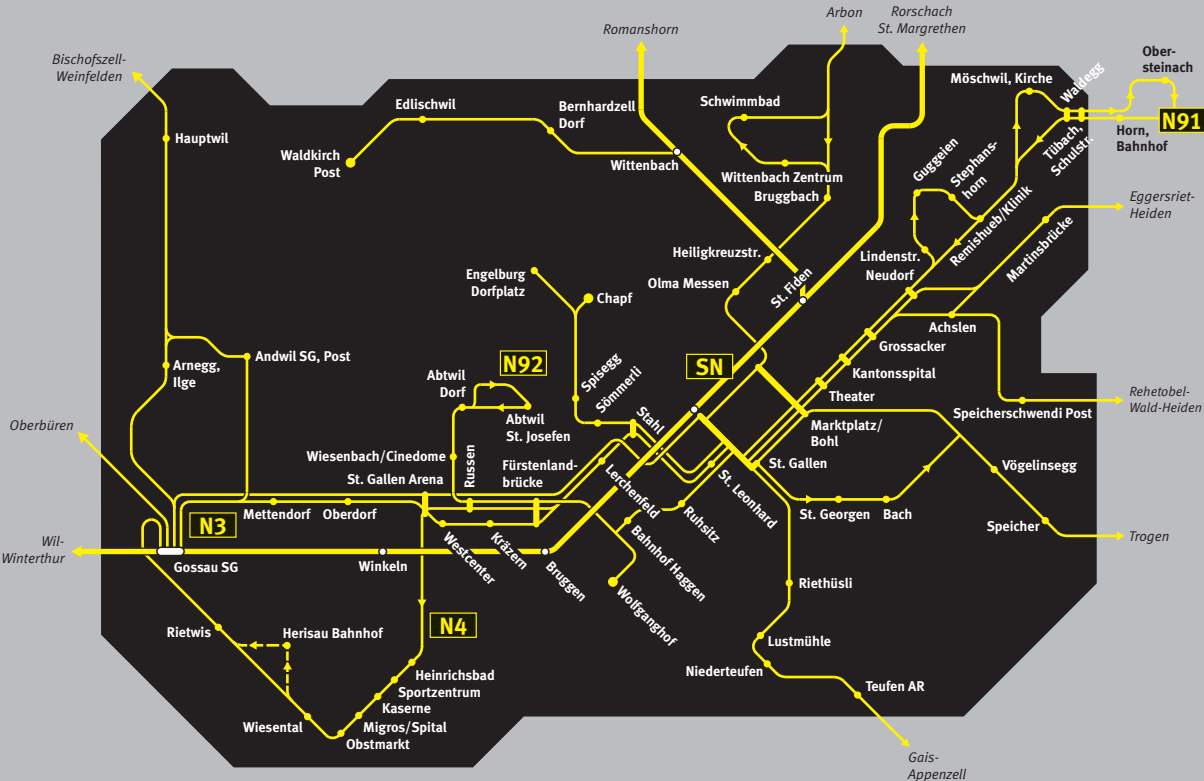 Arbon
Rorschach
St. Margrethen
Romanshorn
Bischofszell-
Weinfelden
Ober-
steinach
Möschwil, Kirche
Waldegg
Edlischwil
Bernhardzell
Dorf
Schwimmbad
N91
Horn,
Bahnhof
Tübach,
Schulstr.
Hauptwil
Waldkirch
Post
Wittenbach
Wittenbach Zentrum
Bruggbach
Guggeien
Stephans-
horn
Eggersriet-
Heiden
Remishueb/Klinik
Martinsbrücke
Heiligkreuzstr.
Lindenstr.
Neudorf
Engelburg
Dorfplatz
Olma Messen
St. Fiden
Chapf
Achslen
Grossacker
Arnegg,
Ilge
Andwil SG, Post
N92
SN
Kantonsspital
Abtwil
Dorf
Spisegg
Sömmerli
Theater
Rehetobel-
Wald-Heiden
Speicherschwendi Post
Abtwil
St. Josefen
Stahl
Marktplatz/
Bohl
Oberbüren
Wiesenbach/Cinedome
Russen
Fürstenland-
brücke
St. Gallen
St. Gallen Arena
Lerchenfeld
St. Leonhard
Vögelinsegg
Mettendorf
Oberdorf
Ruhsitz
St. Georgen
Bach
N3
Speicher
Trogen
Wil-
Winterthur
Gossau SG
Winkeln
Westcenter
Kräzern
Bruggen
Bahnhof Haggen
Wolfganghof
Riethüsli
N4
Rietwis
Herisau Bahnhof
Lustmühle
Heinrichsbad
Niederteufen
Sportzentrum
Teufen AR
Kaserne
Wiesental
Migros/Spital
Obstmarkt
Gais-
Appenzell